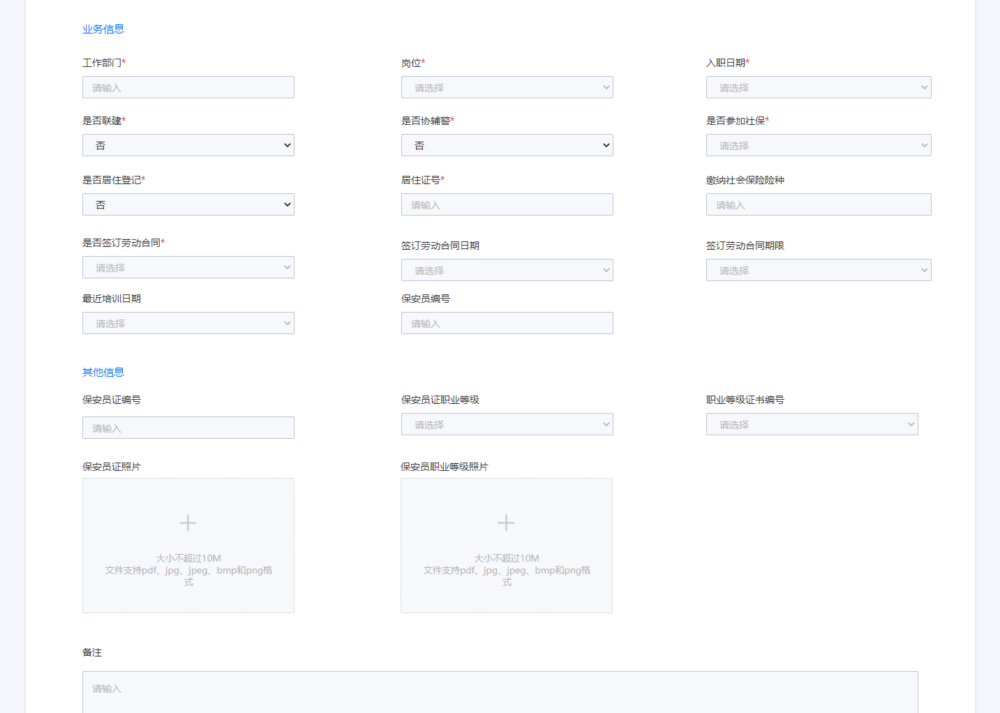 业务信息
工作部门* 岗位* 入职日期*
请输入 请选择 请选择
是否联建* 是否协辅警* 是否参加社保*
否 否 请选择
是否居住登记* 居住证号* 缴纳社会保险险种
否 请输入 请输入
是否签订劳动合同* 签订劳动合同日期 签订劳动合同期限
请选择 请选择 请选择
最近培训日期 保安员编号
请选择 请输入
其他信息
保安员证编号 保安员证职业等级 职业等级证书编号
请输入 请选择 请选择
保安员证照片 保安员职业等级照片
大小不超过10M 大小不超过10M
文件支持pdf、jpg、jpeg、bmp和png格 文件支持pdf、jpg、jpeg、bmp和png格
式 式
备注
请输入